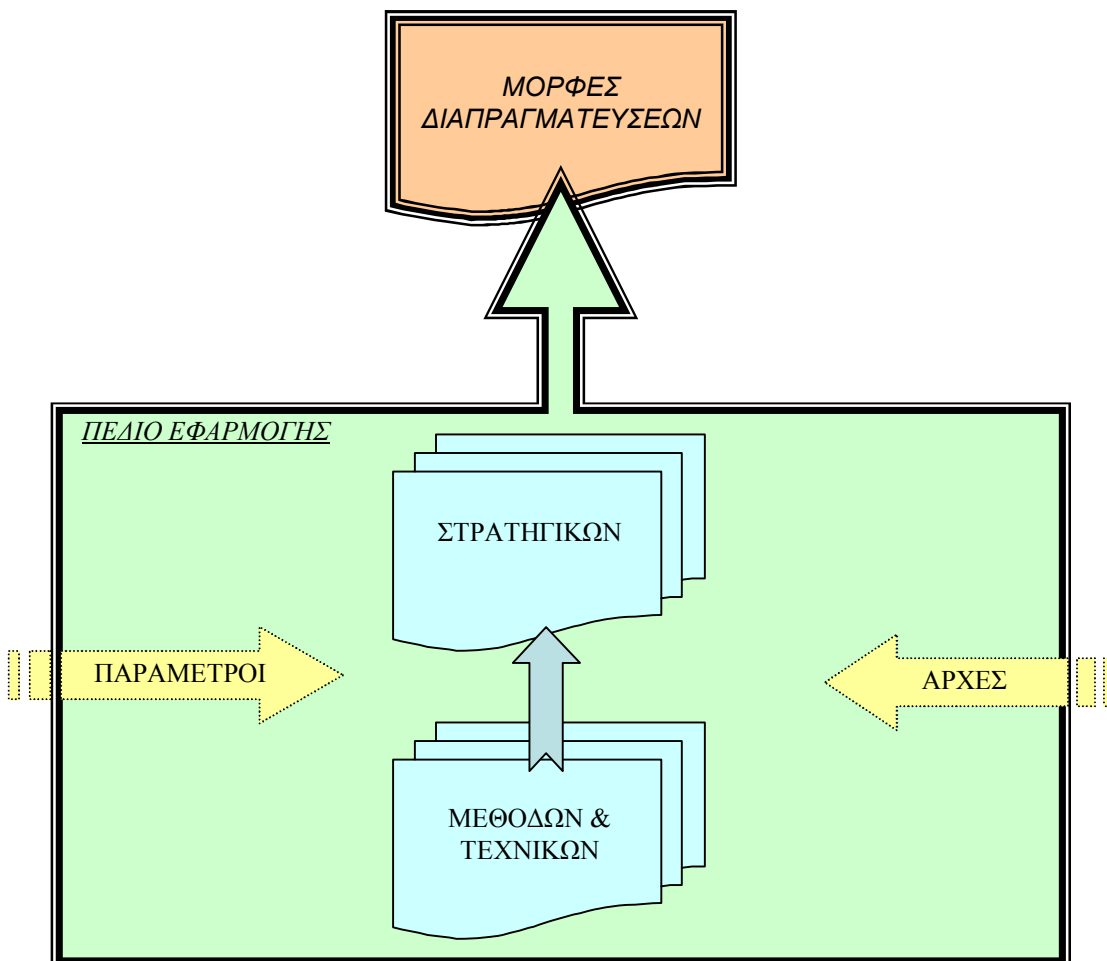 ΜΟΡΦΕΣ
ΔΙΑΠΡΑΓΜΑΤΕΥΣΕΩΝ
ΠΕΔΙΟ ΕΦΑΡΜΟΓΗΣ
ΣΤΡΑΤΗΓΙΚΩΝ
ΠΑΡΑΜΕΤΡΟΙ
ΑΡΧΕΣ
ΜΕΘΟΔΩΝ &
ΤΕΧΝΙΚΩΝ